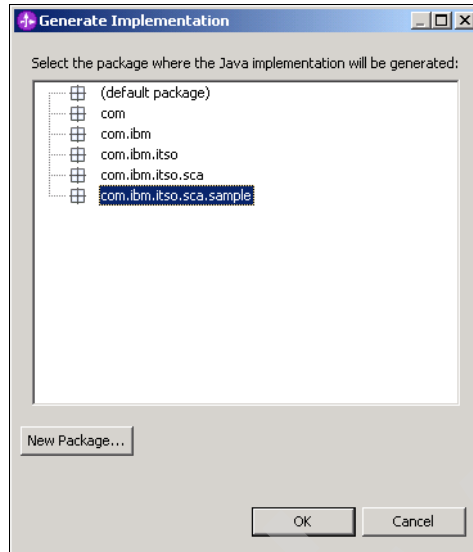 Generate Implementation
Select the package where the Java implementation will be generated:
(default package)
com
com.ibm
com.ibm.itso
com.ibm.itso.sca
com.ibm.itso.sca.sample
New Package...
OK
Cancel